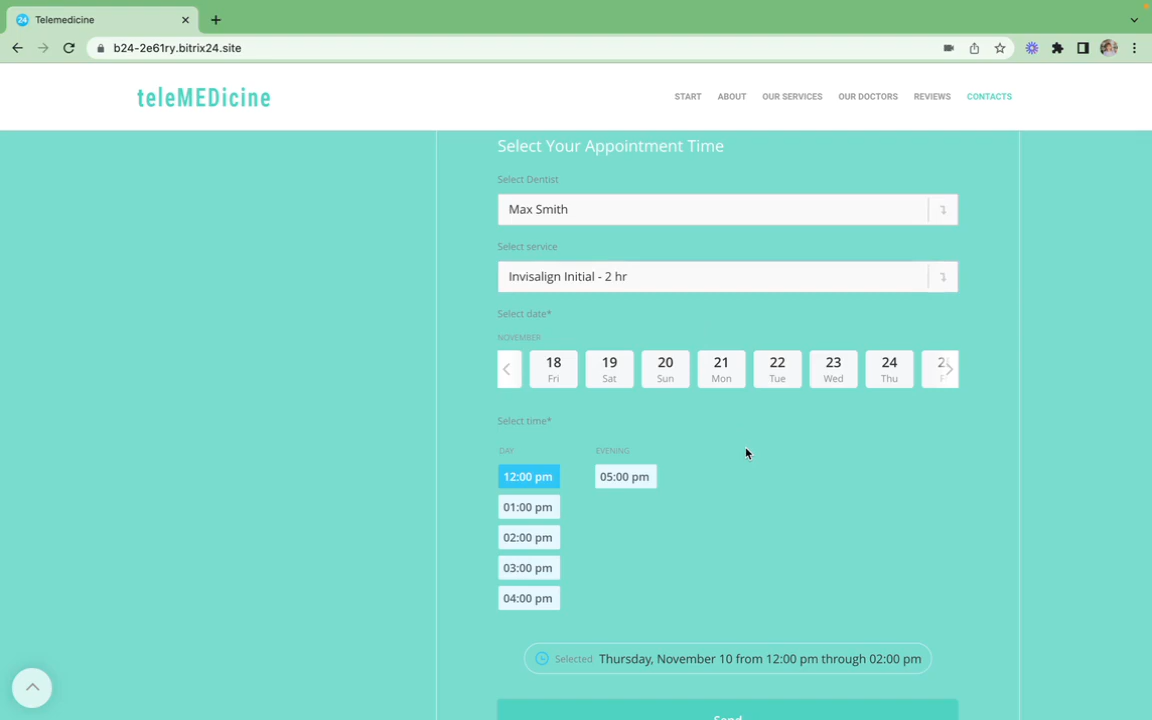 24 Telemedicine
b24-2e61ry.bitrix24.site
teleMEDicine
START ABOUT OUR SERVICES OUR DOCTORS REVIEWS CONTACTS
Select Your Appointment Time
Select Dentist
Max Smith
Select service
Invisalign Initial - 2 hr
Select date*
NOVEMBER
18 19 20 21 22 23 24
Fri Sat Sun Mon Tue Wed Thu
Select time*
DAY EVENING
12:00 pm 05:00 pm
01:00 pm
02:00 pm
03:00 pm
04:00 pm
Selected Thursday, November 10 from 12:00 pm through 02:00 pm
Send